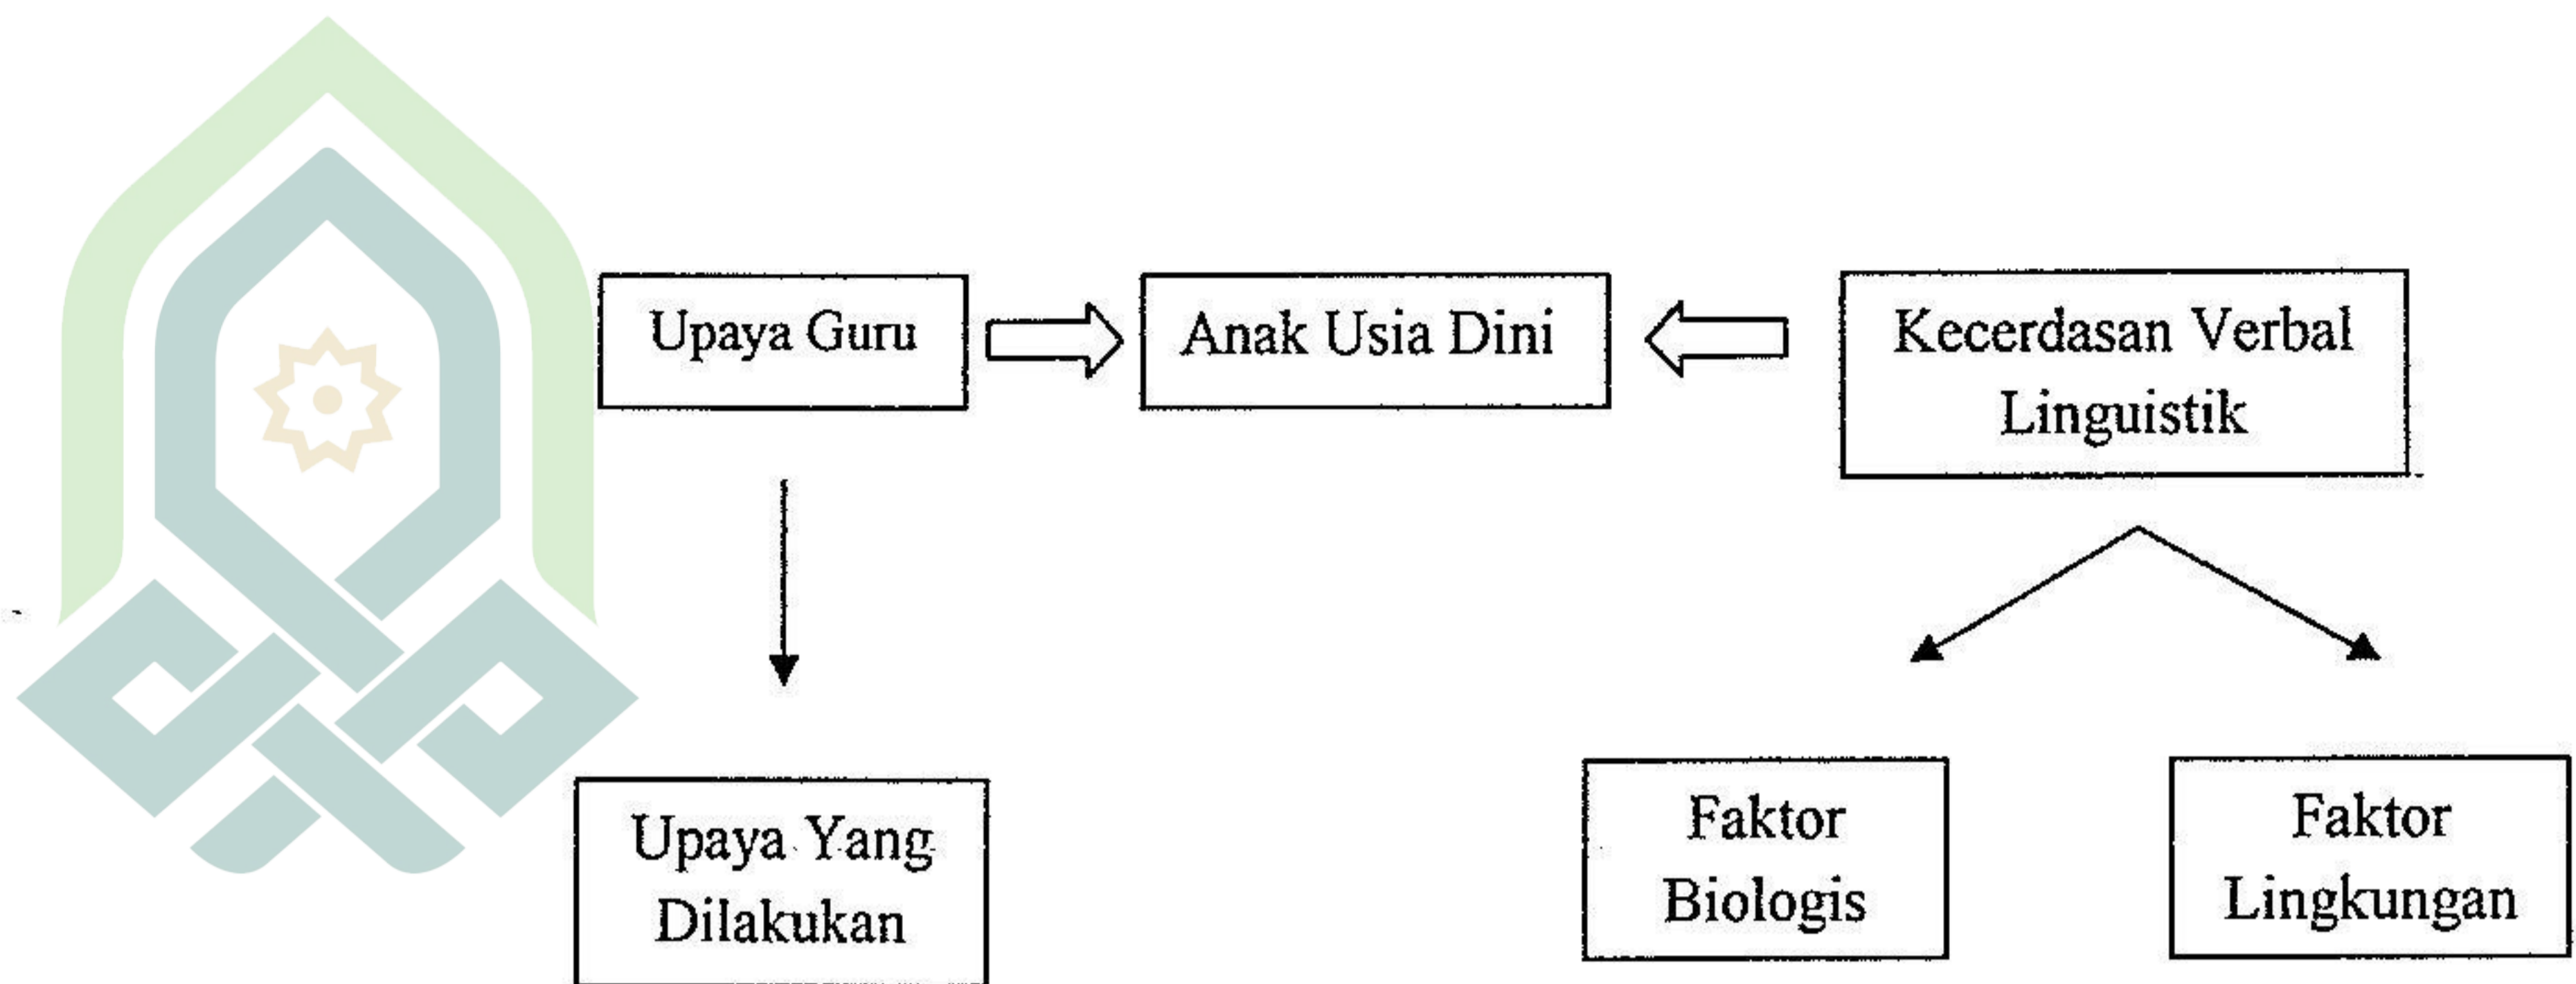 Upaya Guru
Anak Usia Dini
Kecerdasan Verbal
Linguistik
Upaya Yang
Dilakukan
Faktor
Biologis
Faktor
Lingkungan